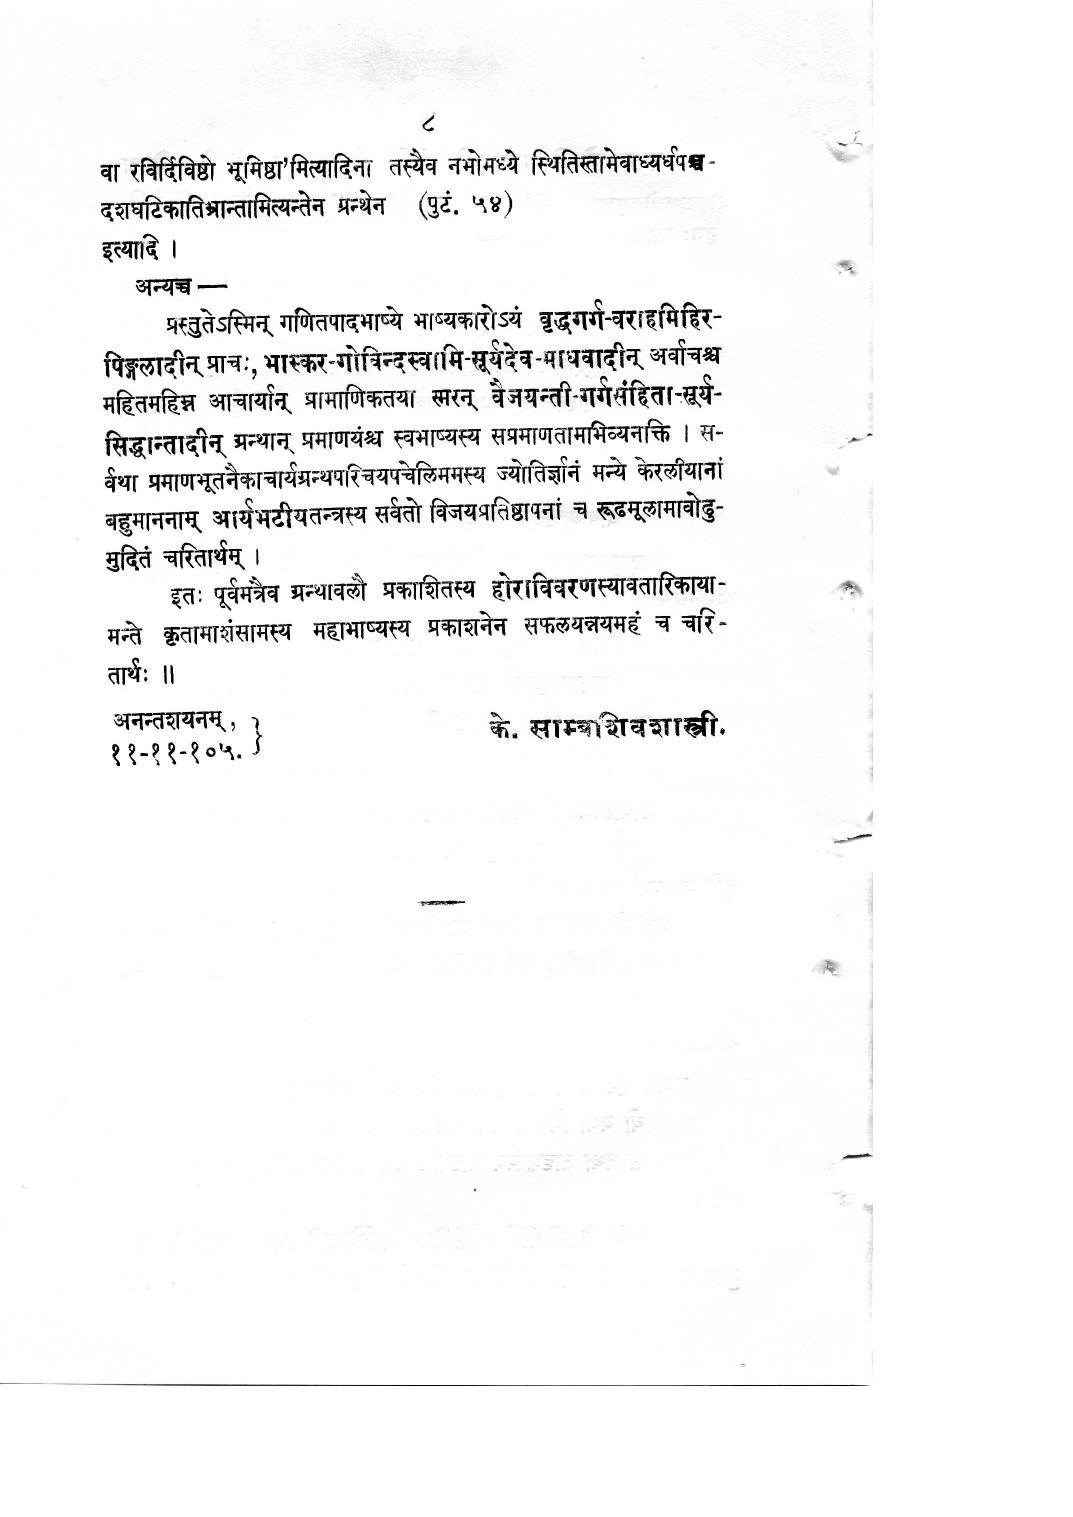 ८
वा रविर्दिविष्ठो भूमिष्ठा'मित्यादिना तस्यैव नभोमध्ये स्थितिस्तामेवाध्यर्धपञ्च-
दशघटिकातिभ्रान्तामित्यन्तेन ग्रन्थेन (पुटं. ५४)
इत्यादि ।
अन्यच्च —
प्रस्तुतेऽस्मिन् गणितपादभाष्ये भाष्यकारोऽयं वृद्धगर्ग-वराहमिहिर-
पिङ्गलादीन् प्राचः, भास्कर-गोविन्दस्वामि-सूर्यदेव-माधवादीन् अर्वाचश्च
महितमहिम्न आचार्यान् प्रामाणिकतया स्मरन् वैजयन्ती-गर्गसंहिता-सूर्य-
सिद्धान्तादीन् ग्रन्थान् प्रमाणयंश्च स्वभाष्यस्य सप्रमाणतामाभिव्यनक्ति । स-
र्वथा प्रमाणभूतनैकाचार्यग्रन्थपरिचयपचेलिममस्य ज्योतिर्ज्ञानं मन्ये केरलीयानां
बहुमाननाम् आर्यभटीयतन्त्रस्य सर्वतो विजयप्रतिष्ठापनां च रूढमूलामावोढु-
मुदितं चरितार्थम् ।
इतः पूर्वमत्रैव ग्रन्थावलौ प्रकाशितस्य होराविवरणस्यावतारिकाया-
मन्ते कृतामाशंसामस्य महाभाष्यस्य प्रकाशनेन सफलयन्नयमहं च चरि-
तार्थः ॥
अनन्तशयनम्, }
११-११-१०५.
के. साम्बशिवशास्त्री.